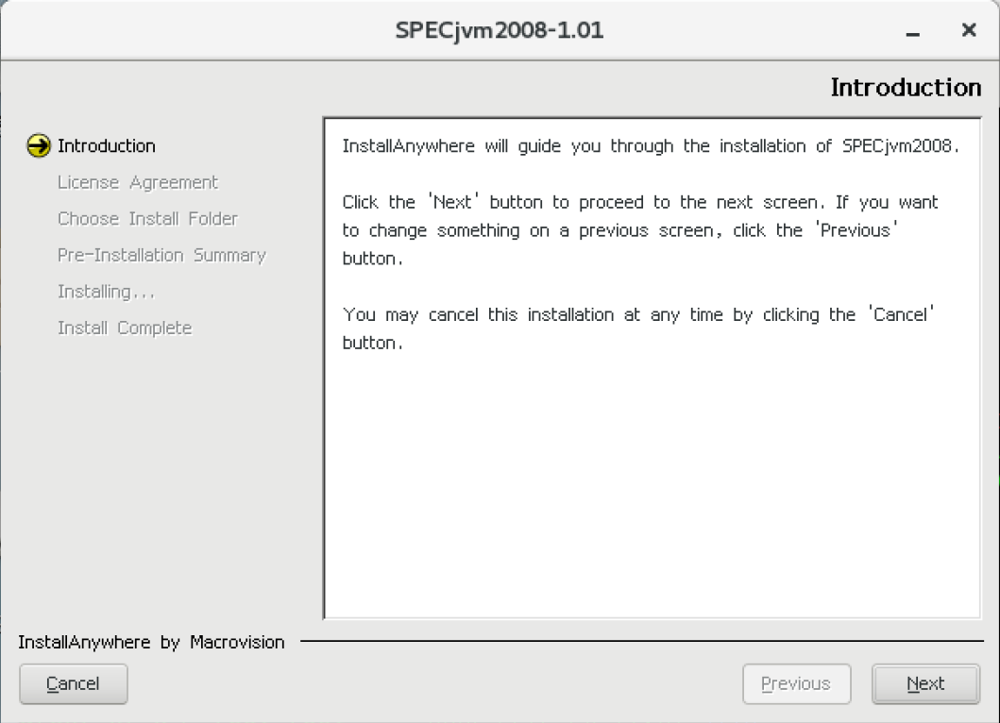 SPECjvm2008-1.01
Introduction
Introduction
License Agreement
Choose Install Folder
Pre-Installation Summary
Installing...
Install Complete
InstallAnywhere will guide you through the installation of SPECjvm2008.
Click the 'Next' button to proceed to the next screen. If you want
to change something on a previous screen, click the 'Previous'
button.
You may cancel this installation at any time by clicking the 'Cancel'
button.
InstallAnywhere by Macrovision
Cancel
Previous
Next